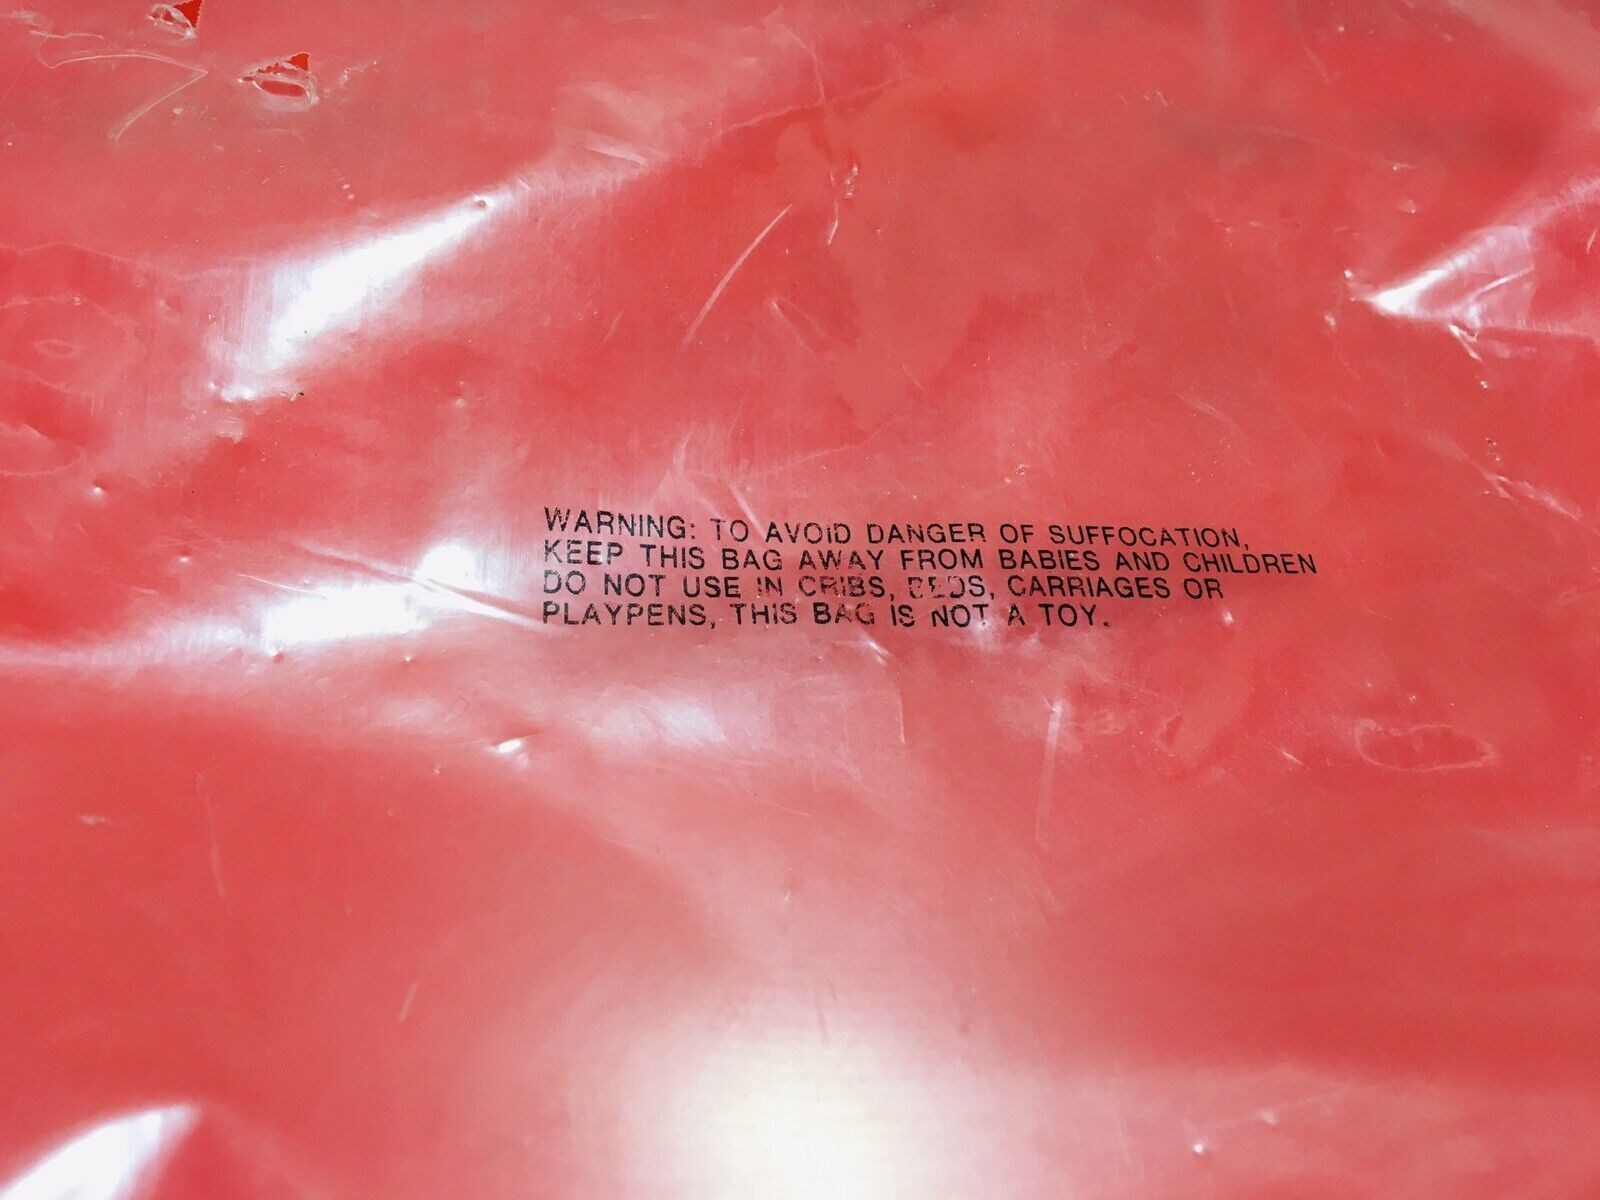 WARNING: TO AVOID DANGER OF SUFFOCATION,
KEEP THIS BAG AWAY FROM BABIES AND CHILDREN
DO NOT USE IN CRIBS, BEDS, CARRIAGES OR
PLAYPENS, THIS BAG IS NOT A TOY.